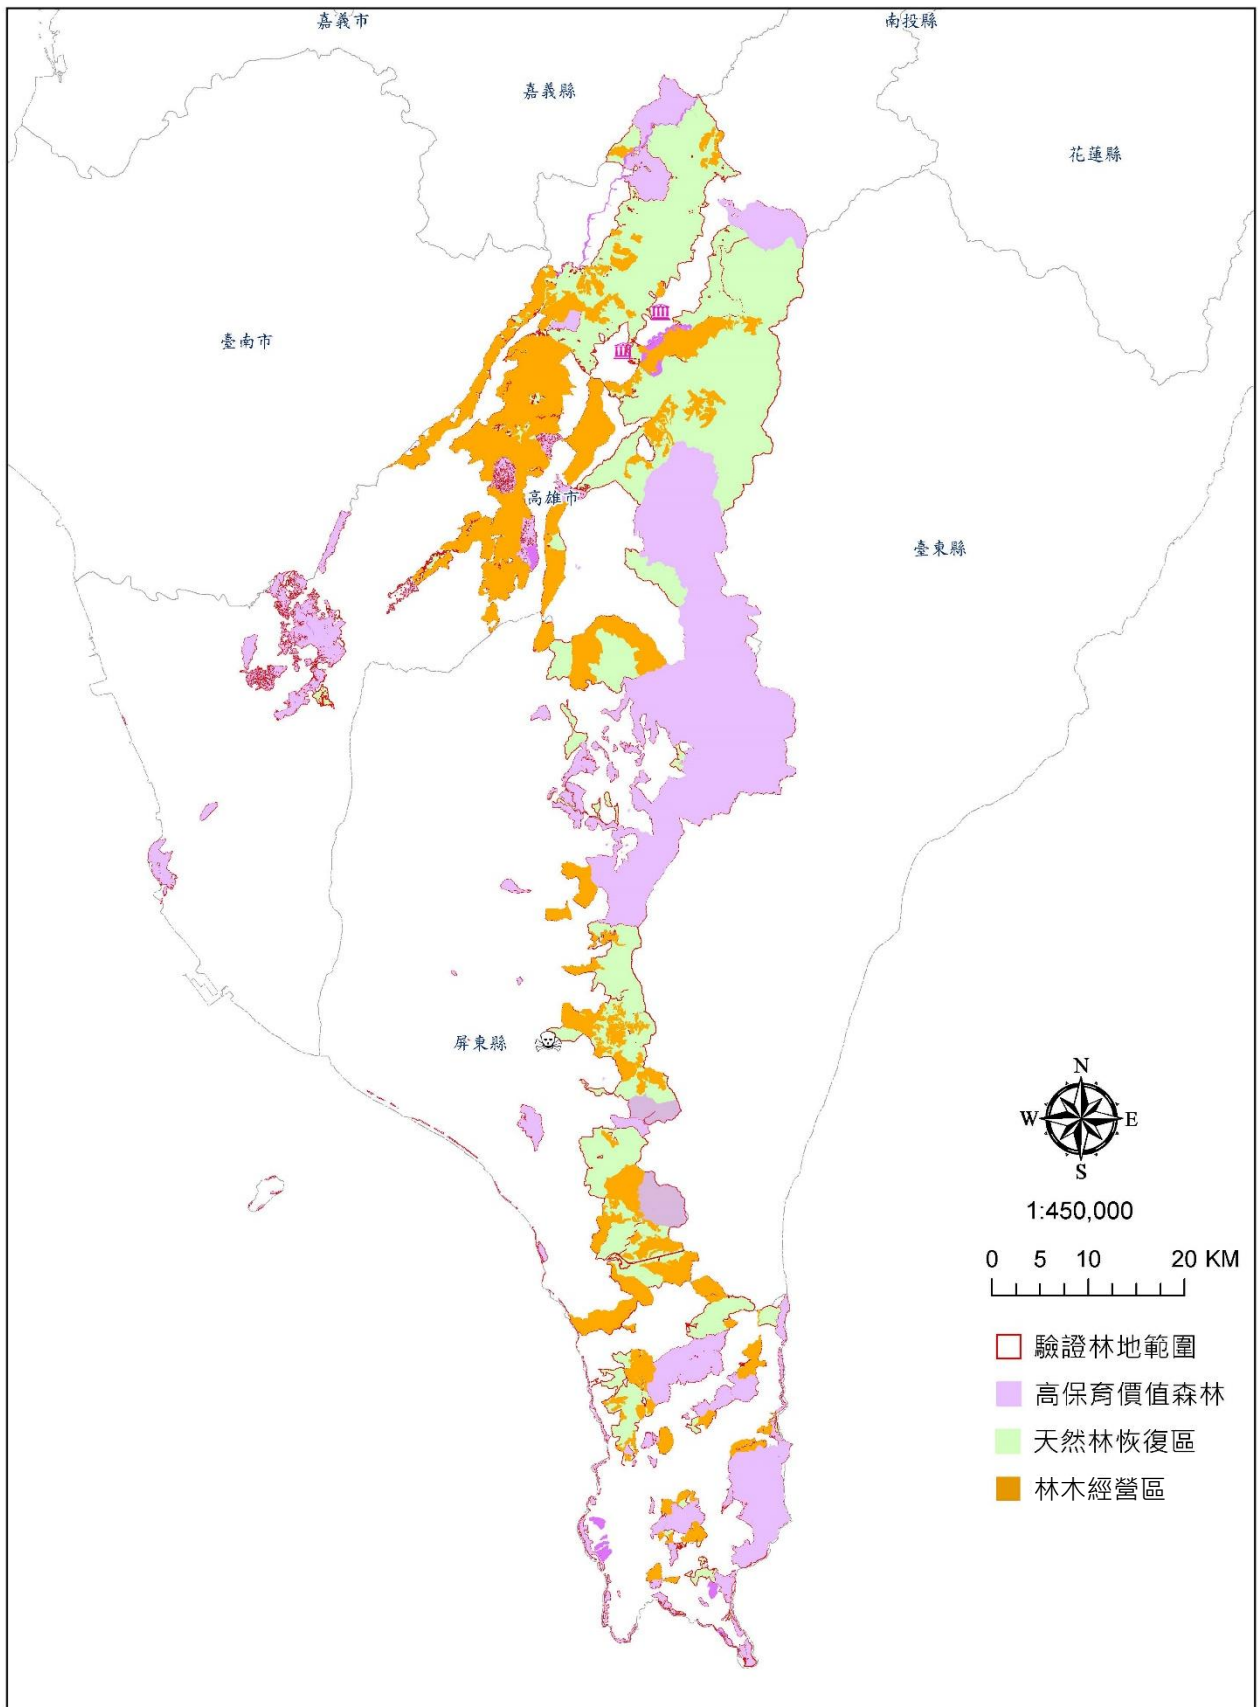 嘉義市
南投縣
嘉義縣
花蓮縣
臺南市
高雄市
臺東縣
屏東縣
N
W
E
S
1:450,000
0 5 10 20 KM
驗證林地範圍
高保育價值森林
天然林恢復區
林木經營區